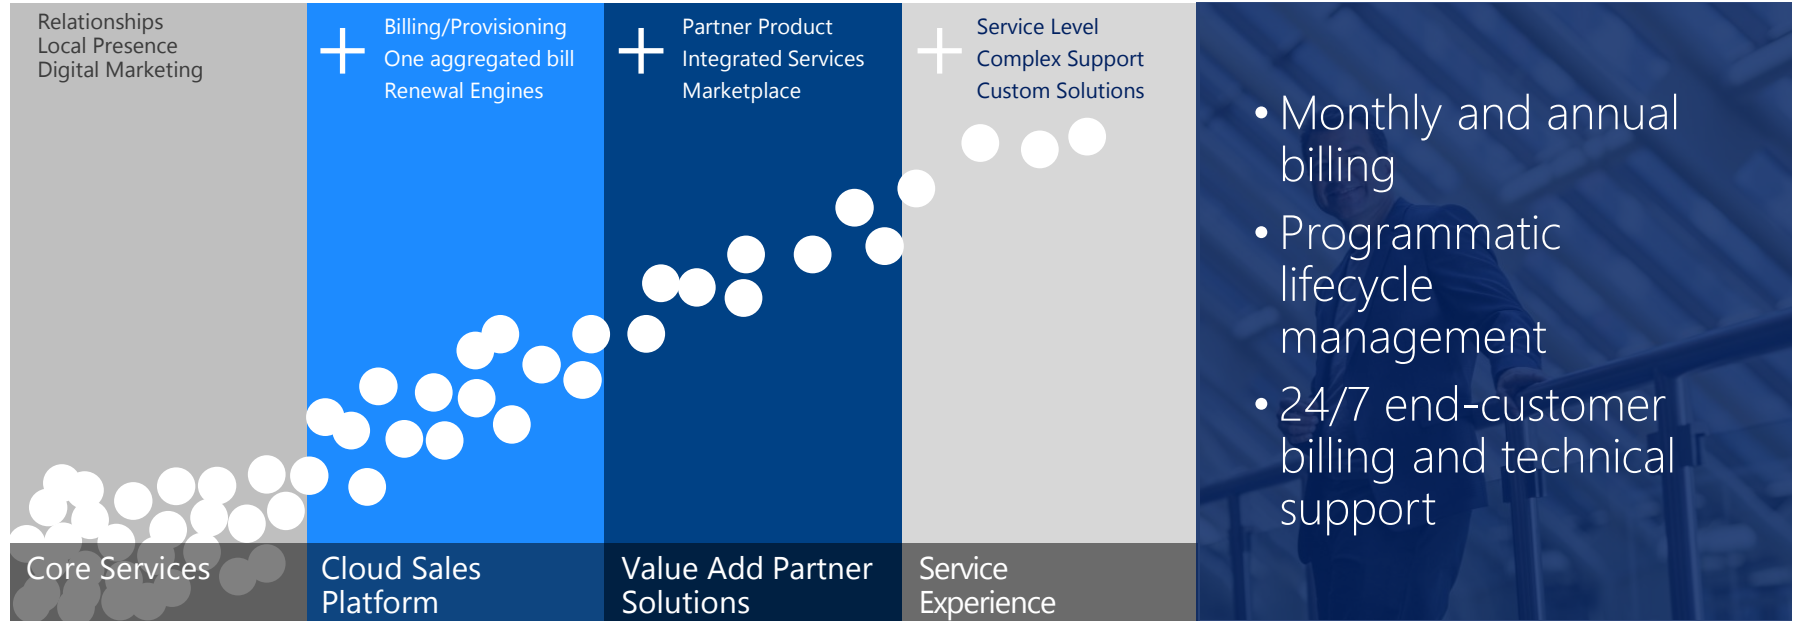 Relationships
Local Presence
Digital Marketing
Billing/Provisioning
One aggregated bill
Renewal Engines
Partner Product
Integrated Services
Marketplace
Service Level
Complex Support
Custom Solutions
Core Services
Cloud Sales
Platform
Value Add Partner
Solutions
Service
Experience
• Monthly and annual
billing
• Programmatic
lifecycle
management
• 24/7 end-customer
billing and technical
support